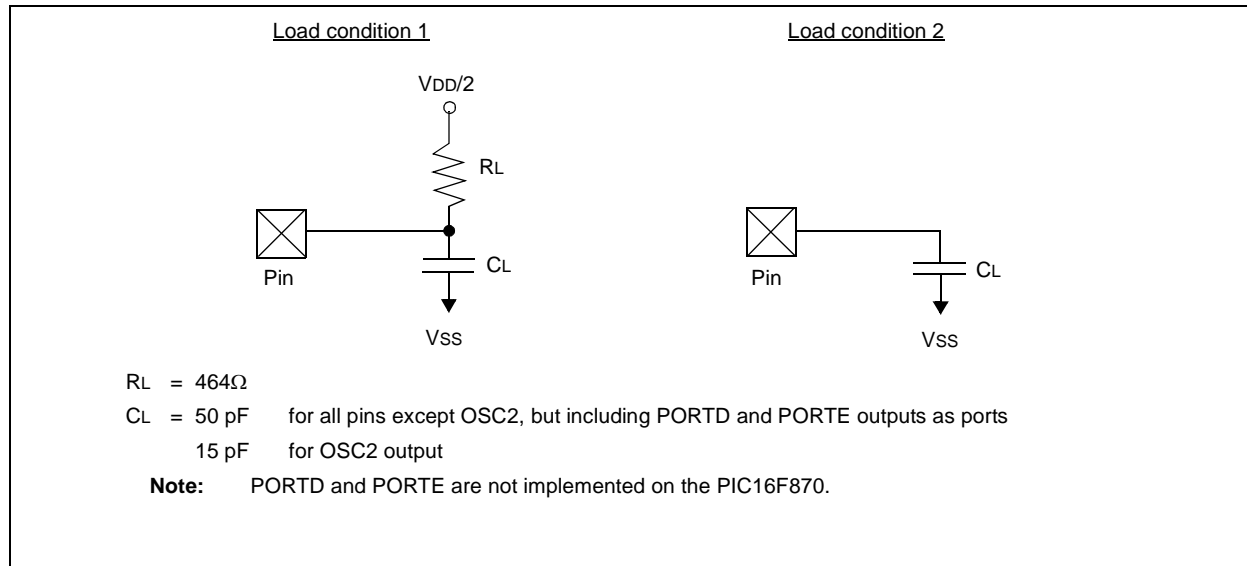 Load condition 1
Load condition 2
VDD/2
RL
Pin
CL
VSS
Pin
CL
VSS
RL = 464Ω
CL = 50 pF for all pins except OSC2, but including PORTD and PORTE outputs as ports
15 pF for OSC2 output
Note: PORTD and PORTE are not implemented on the PIC16F870.